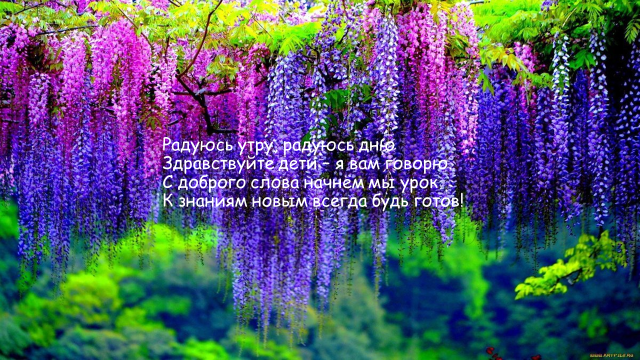 Радуюсь утру, радуюсь дню
Здравствуйте дети – я вам говорю.
С доброго слова начнем мы урок,
К знаниям новым всегда будь готов!